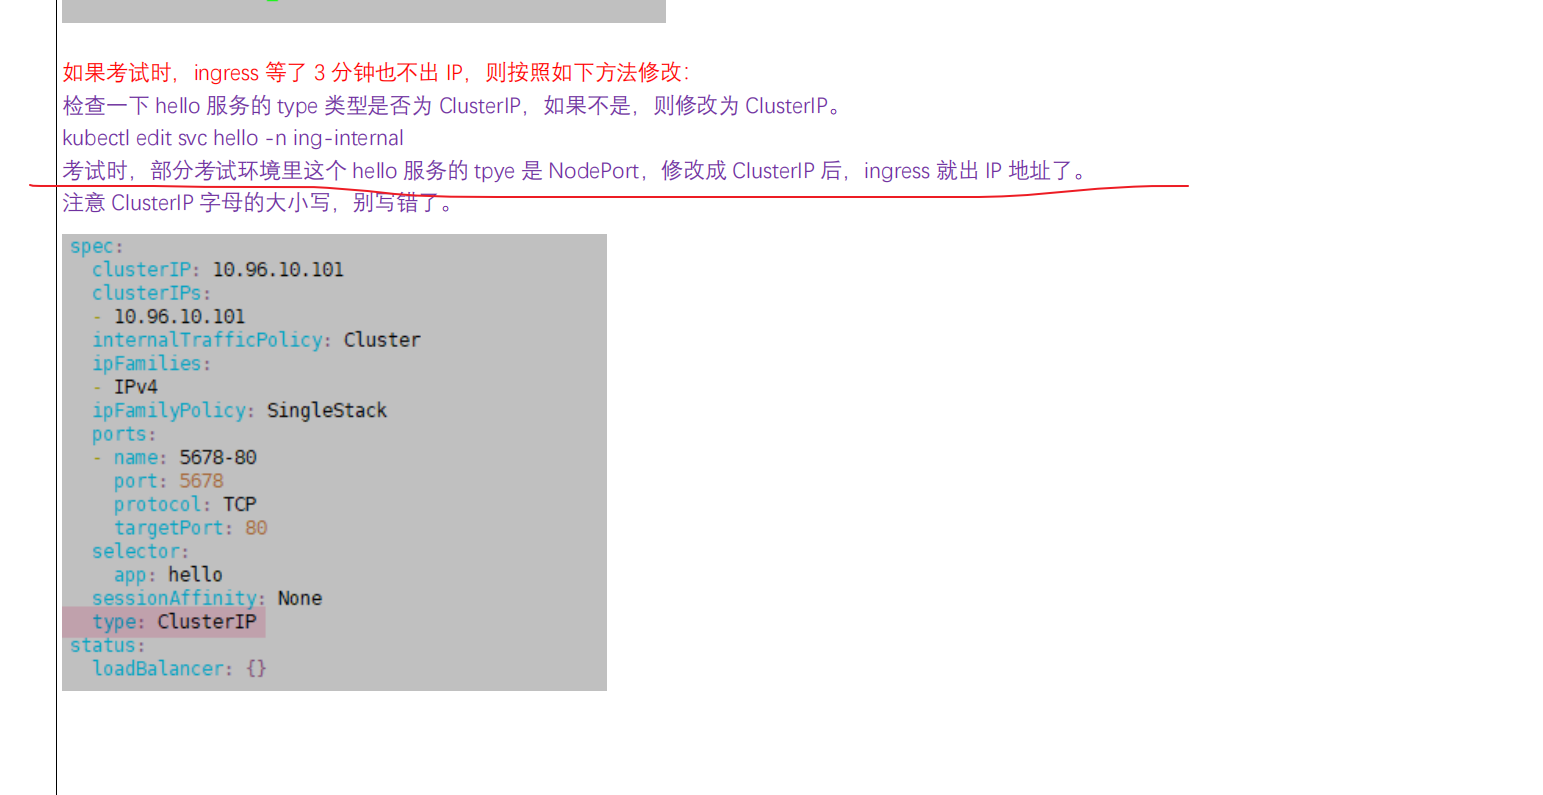 如果考试时，ingress 等了 3 分钟也不出 IP，则按照如下方法修改：
检查一下 hello 服务的 type 类型是否为 ClusterIP，如果不是，则修改为 ClusterIP。
kubectl edit svc hello -n ing-internal
考试时，部分考试环境里这个 hello 服务的 tpye 是 NodePort，修改成 ClusterIP 后，ingress 就出 IP 地址了。
注意 ClusterIP 字母的大小写，别写错了。
spec:
  clusterIP: 10.96.10.101
  clusterIPs:
  - 10.96.10.101
  internalTrafficPolicy: Cluster
  ipFamilies:
  - IPv4
  ipFamilyPolicy: SingleStack
  ports:
  - name: 5678-80
    port: 5678
    protocol: TCP
    targetPort: 80
  selector:
    app: hello
  sessionAffinity: None
  type: ClusterIP
status:
  loadBalancer: {}